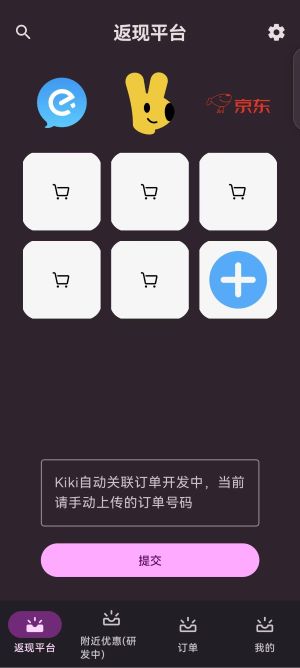 返现平台
京东
Kiki自动关联订单开发中，当前
请手动上传的订单号码
提交
返现平台
附近优惠(研
发中)
订单
我的